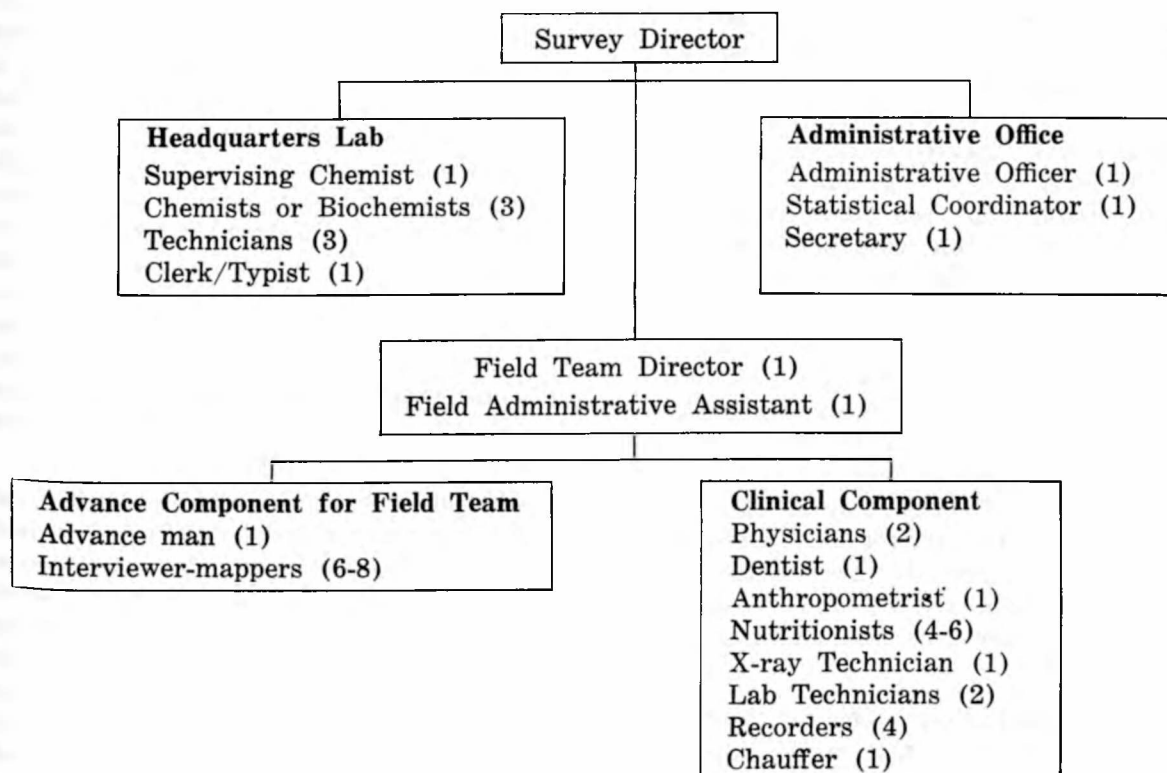 Survey Director
Headquarters Lab
Supervising Chemist (1)
Chemists or Biochemists (3)
Technicians (3)
Clerk/Typist (1)
Administrative Office
Administrative Officer (1)
Statistical Coordinator (1)
Secretary (1)
Field Team Director (1)
Field Administrative Assistant (1)
Advance Component for Field Team
Advance man (1)
Interviewer-mappers (6-8)
Clinical Component
Physicians (2)
Dentist (1)
Anthropometrist (1)
Nutritionists (4-6)
X-ray Technician (1)
Lab Technicians (2)
Recorders (4)
Chauffer (1)